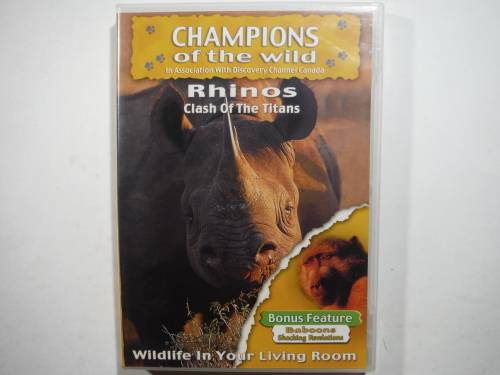 CHAMPIONS
of the wild
In Association With Discovery Channel Canada
Rhinos
Clash Of The Titans
Bonus Feature
Baboons
Shocking Revelations
Wildlife In Your Living Room